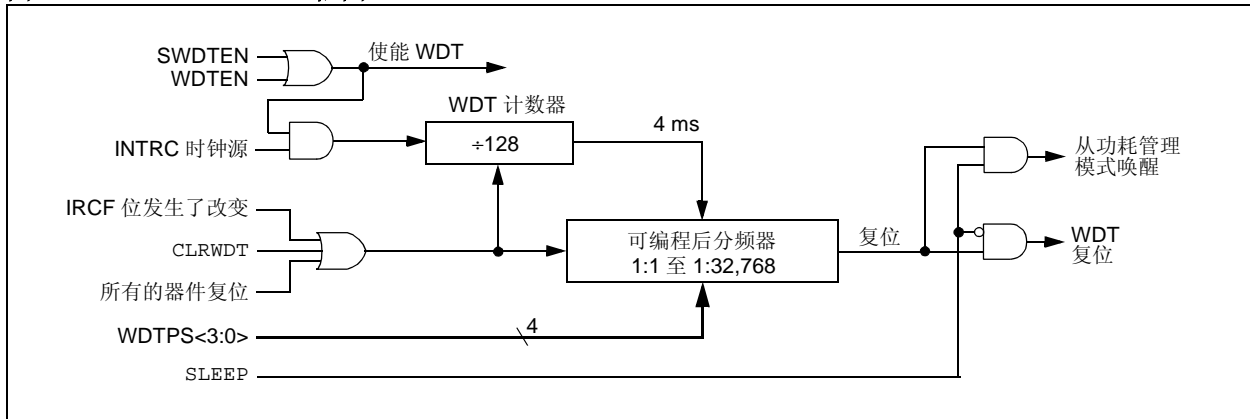 SWDTEN
WDTEN
使能 WDT
WDT 计数器
INTRC 时钟源
÷128
4 ms
从功耗管理
模式唤醒
IRCF 位发生了改变
CLRWDT
所有的器件复位
可编程后分频器
1:1 至 1:32,768
复位
WDT
复位
WDTPS<3:0>
4
SLEEP